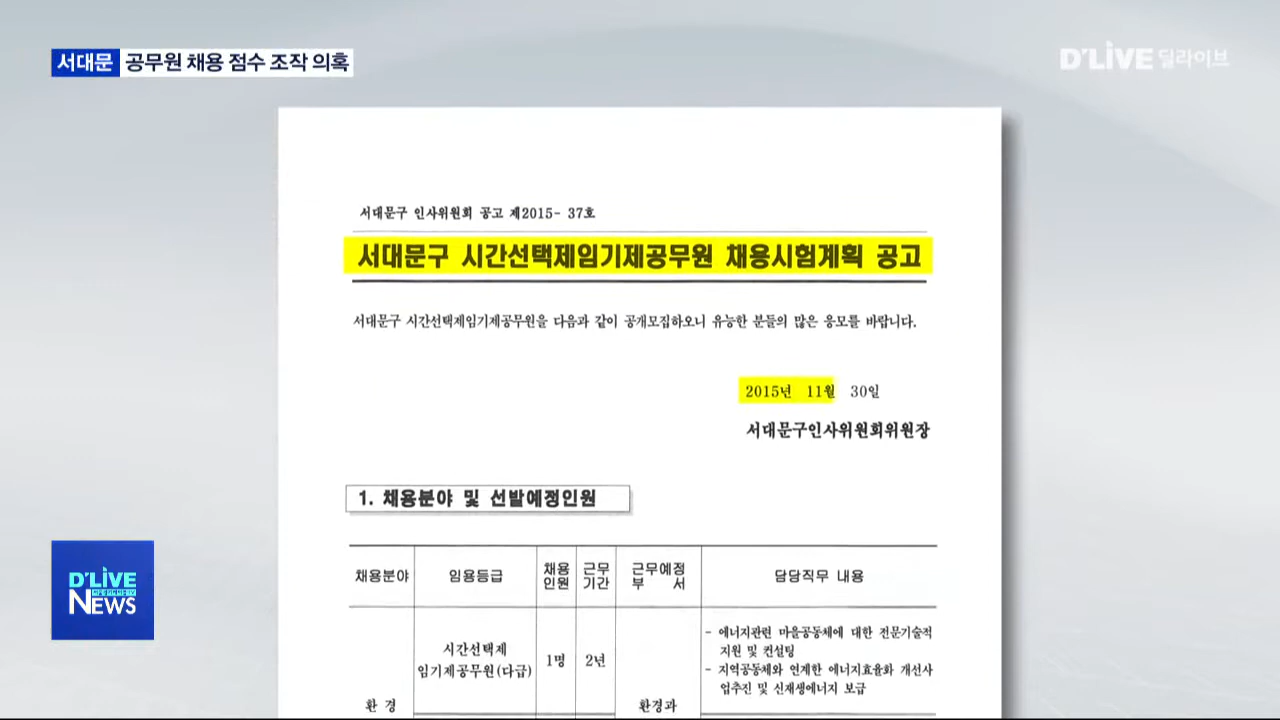 서대문 공무원 채용 점수 조작 의혹
D'LIVE 딜라이브
서대문구 인사위원회 공고 제2015- 37호
서대문구 시간선택제임기제공무원 채용시험계획 공고
서대문구 시간선택제임기제공무원을 다음과 같이 공개모집하오니 유능한 분들의 많은 응모를 바랍니다.
2015년 11월 30일
서대문구인사위원회위원장
1. 채용분야 및 선발예정인원
채용분야 임용등급 채용 인원 근무 기간 근무예정 부 서 담당직무 내용
시간선택제
임기제공무원(다급)
1명 2년
- 에너지관련 마을공동체에 대한 전문기술적
지원 및 컨설팅
- 지역공동체와 연계한 에너지효율화 개선사
업추진 및 신재생에너지 보급
환 경 환경과
D'LIVE
NEWS